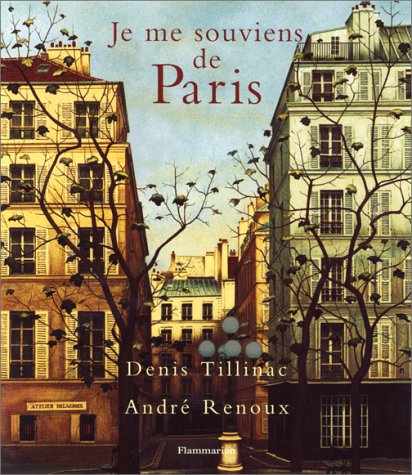 Je me souviens
de
Paris
Denis Tillinac
André Renoux
ATELIER DELACROIX
Flammarion